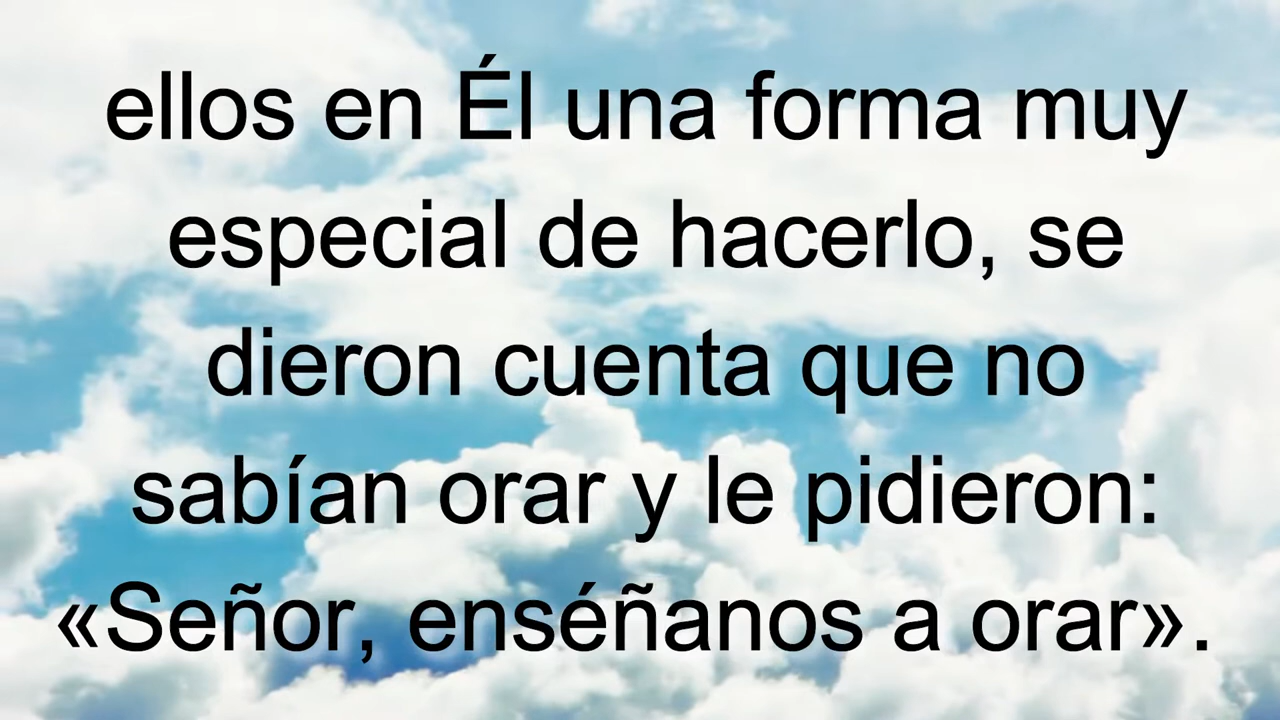 ellos en Él una forma muy
especial de hacerlo, se
dieron cuenta que no
sabían orar y le pidieron:
«Señor, enséñanos a orar».